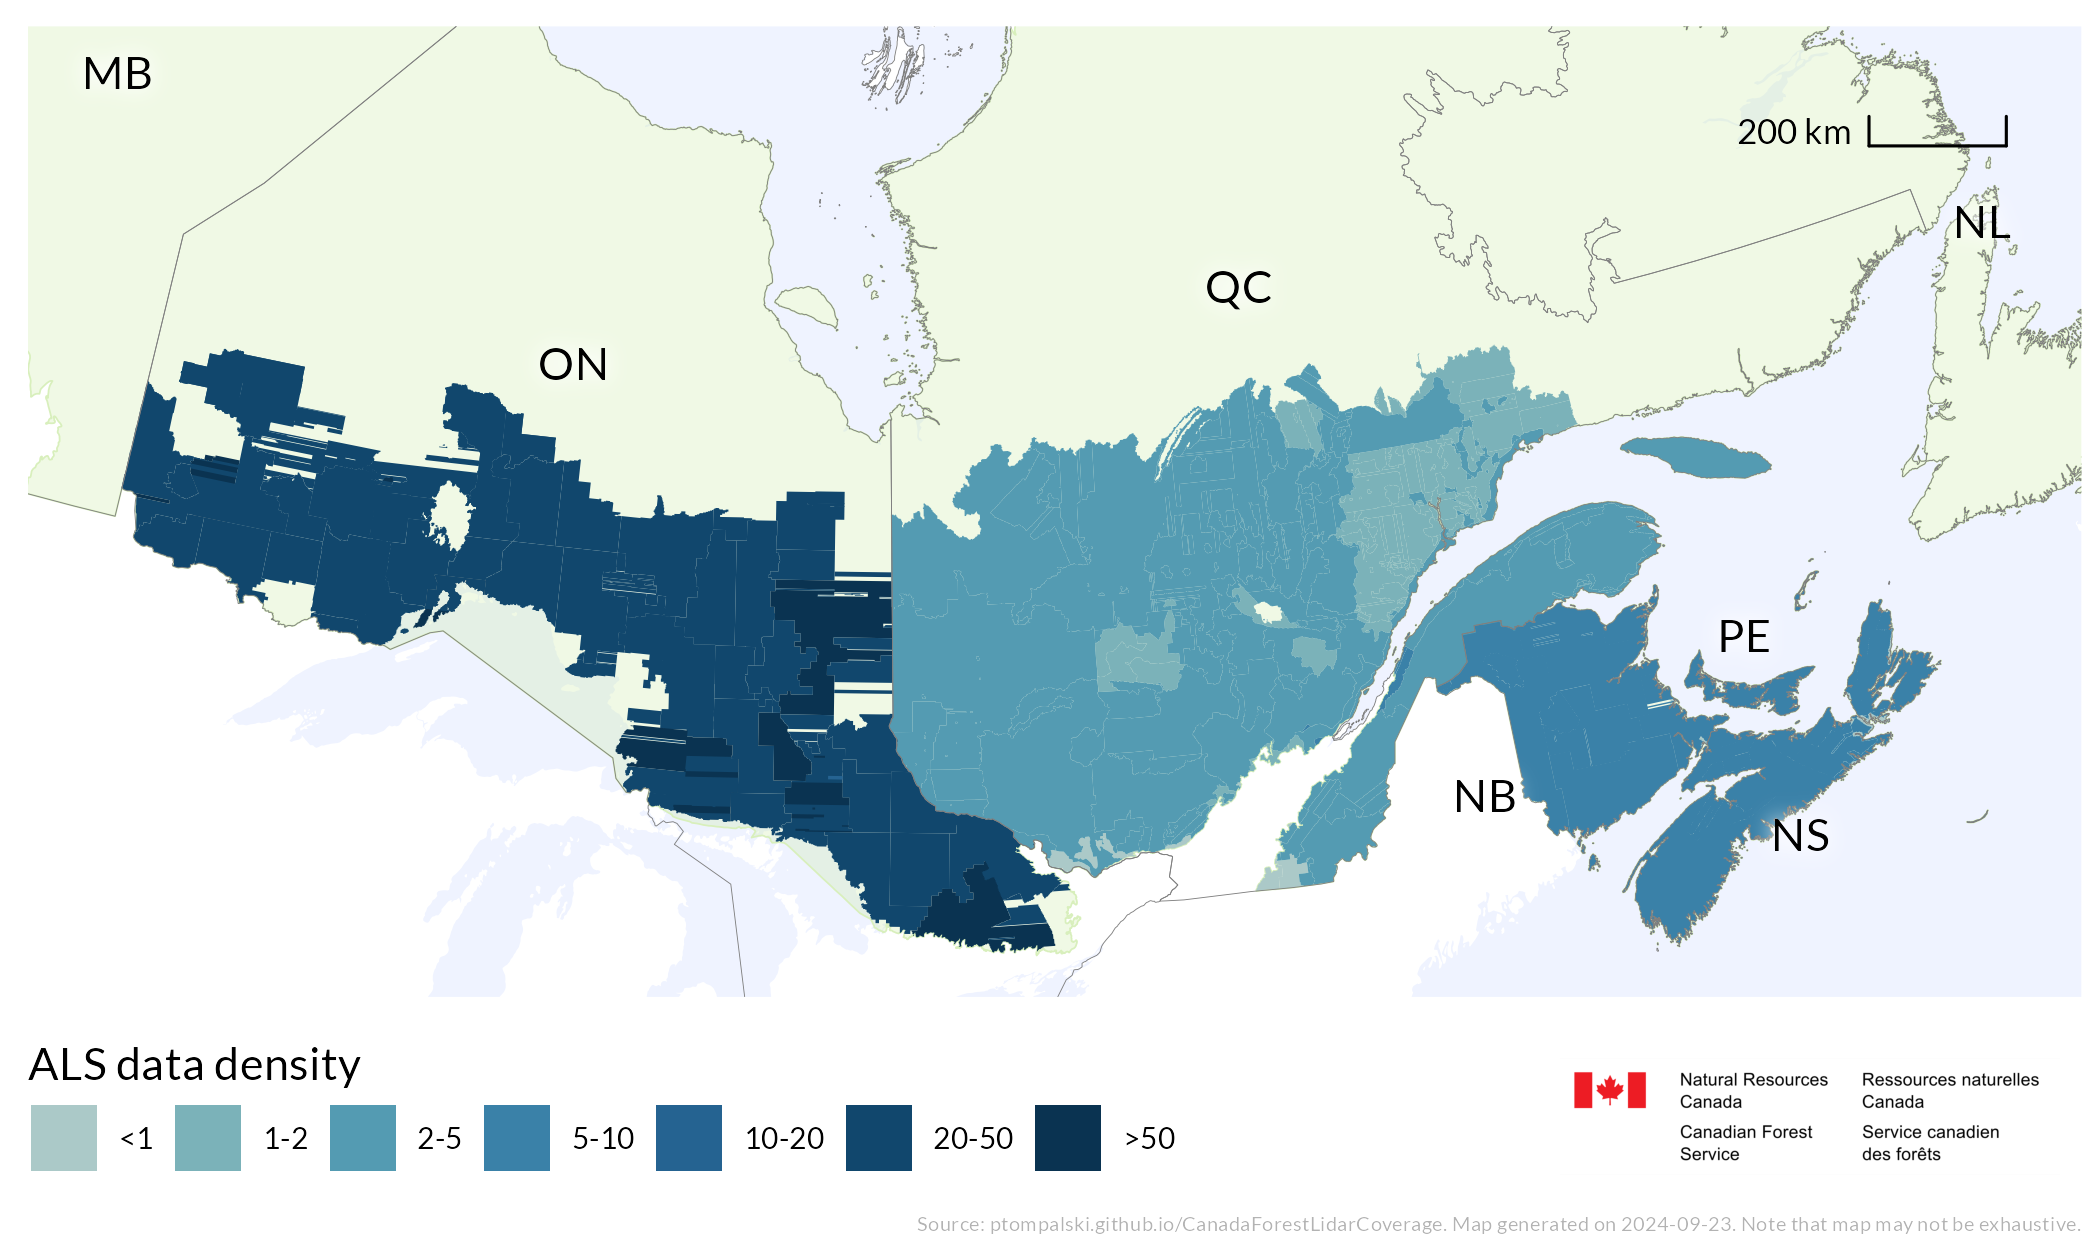 MB
200 km
NL
QC
ON
PE
NB
NS
ALS data density
<1 1-2 2-5 5-10 10-20 20-50 >50
Natural Resources
Canada
Canadian Forest
Service
Ressources naturelles
Canada
Service canadien
des forêts
Source: ptompalski.github.io/CanadaForestLidarCoverage. Map generated on 2024-09-23. Note that map may not be exhaustive.